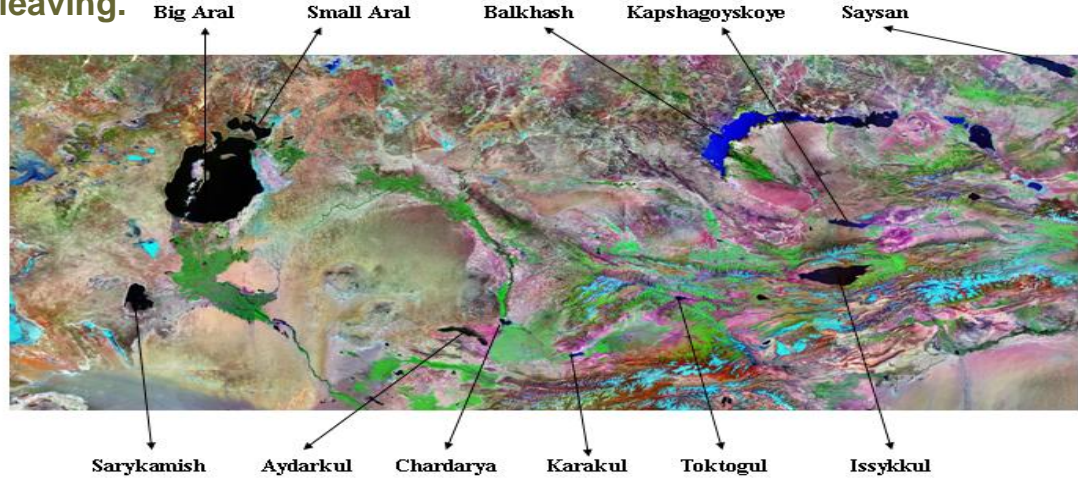 leaving.
Big Aral Small Aral Balkhash Kapshagoyskoye Saysan
Sarykamish Aydarkul Chardarya Karakul Toktogul Issykkul